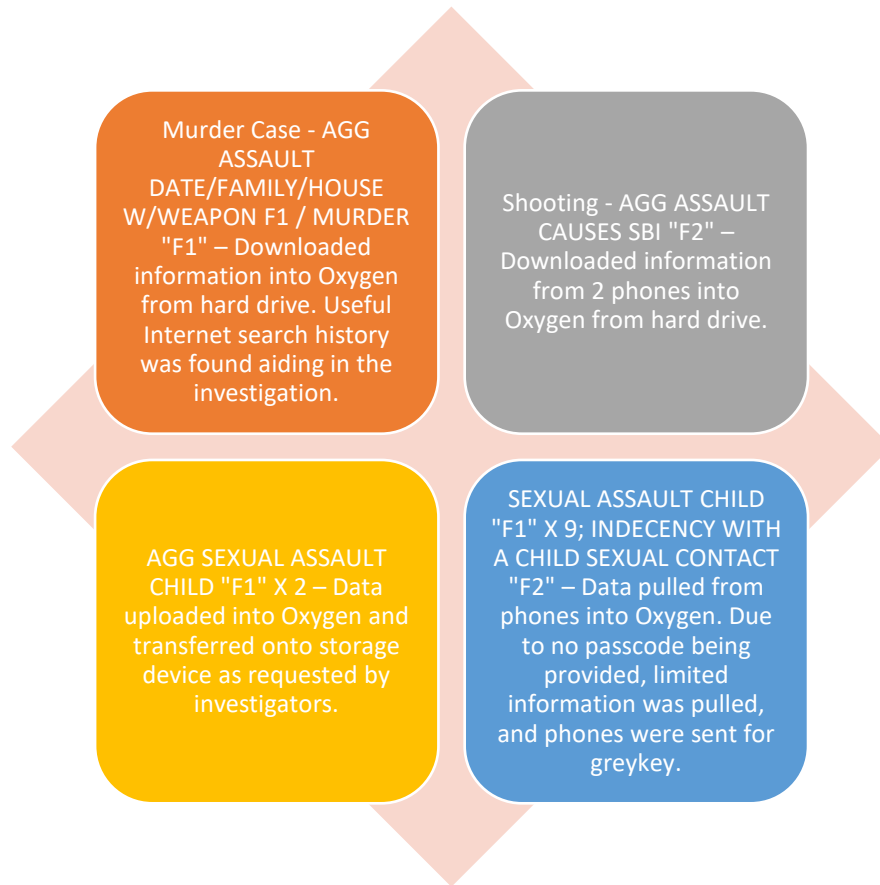 Murder Case - AGG
ASSAULT
DATE/FAMILY/HOUSE
W/WEAPON F1 / MURDER
"F1" – Downloaded
information into Oxygen
from hard drive. Useful
Internet search history
was found aiding in the
investigation.
Shooting - AGG ASSAULT
CAUSES SBI "F2" –
Downloaded information
from 2 phones into
Oxygen from hard drive.
AGG SEXUAL ASSAULT
CHILD "F1" X 2 – Data
uploaded into Oxygen and
transferred onto storage
device as requested by
investigators.
SEXUAL ASSAULT CHILD
"F1" X 9; INDECENCY WITH
A CHILD SEXUAL CONTACT
"F2" – Data pulled from
phones into Oxygen. Due
to no passcode being
provided, limited
information was pulled,
and phones were sent for
greykey.